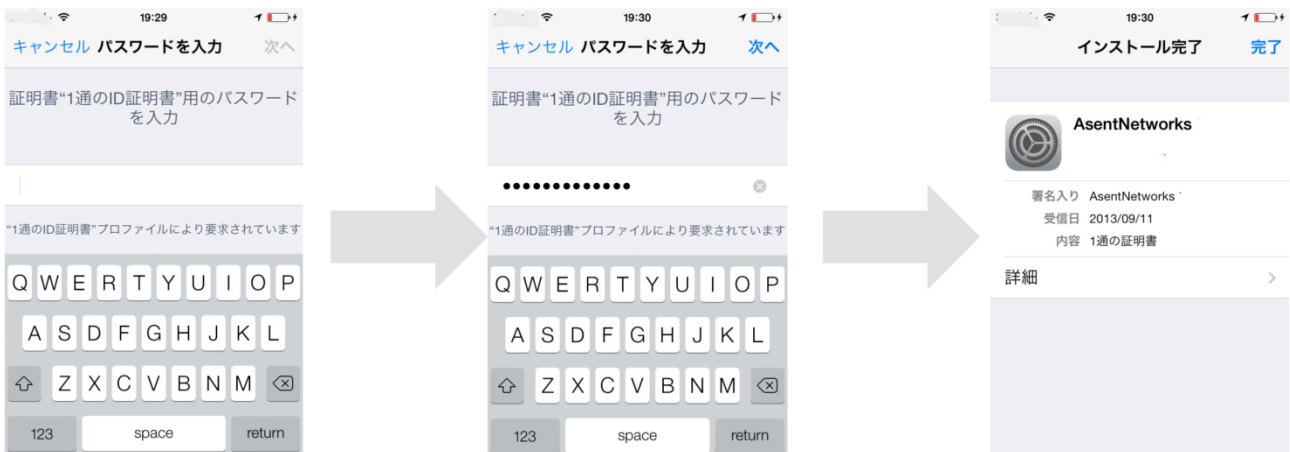 19:29
キャンセル パスワードを入力 次へ
証明書“1通のID証明書”用のパスワード
を入力
“1通のID証明書”プロファイルにより要求されています
Q W E R T Y U I O P
A S D F G H J K L
Z X C V B N M
123 space return
19:30
キャンセル パスワードを入力 次へ
証明書“1通のID証明書”用のパスワード
を入力
•••••••••••••
“1通のID証明書”プロファイルにより要求されています
Q W E R T Y U I O P
A S D F G H J K L
Z X C V B N M
123 space return
19:30
インストール完了 完了
AsentNetworks
署名入り AsentNetworks
受信日 2013/09/11
内容 1通の証明書
詳細